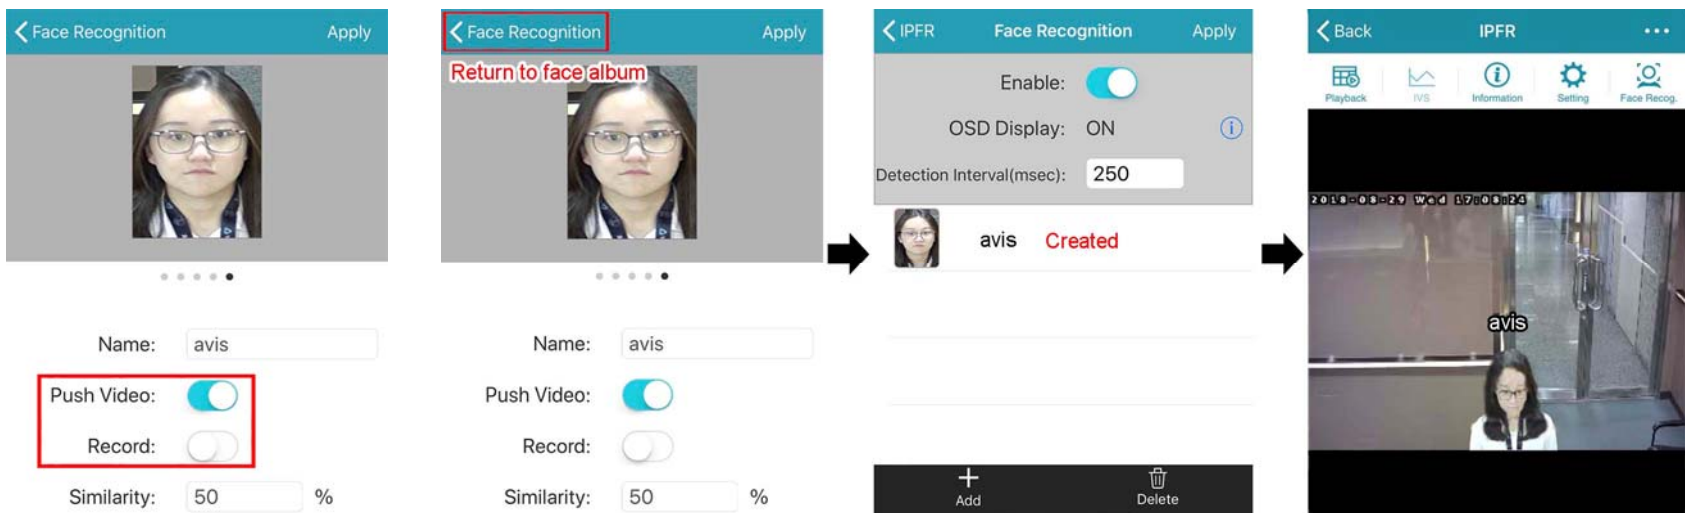 Face Recognition Apply
Name: avis
Push Video:
Record:
Similarity: 50 %
Face Recognition Apply
Return to face album
Name: avis
Push Video:
Record:
Similarity: 50 %
IPFR Face Recognition Apply
Enable:
OSD Display: ON
Detection Interval(msec): 250
avis Created
Add Delete
Back IPFR
Playback IVS Information Setting Face Recog.
2018-08-29 Wed 17:08:24
avis